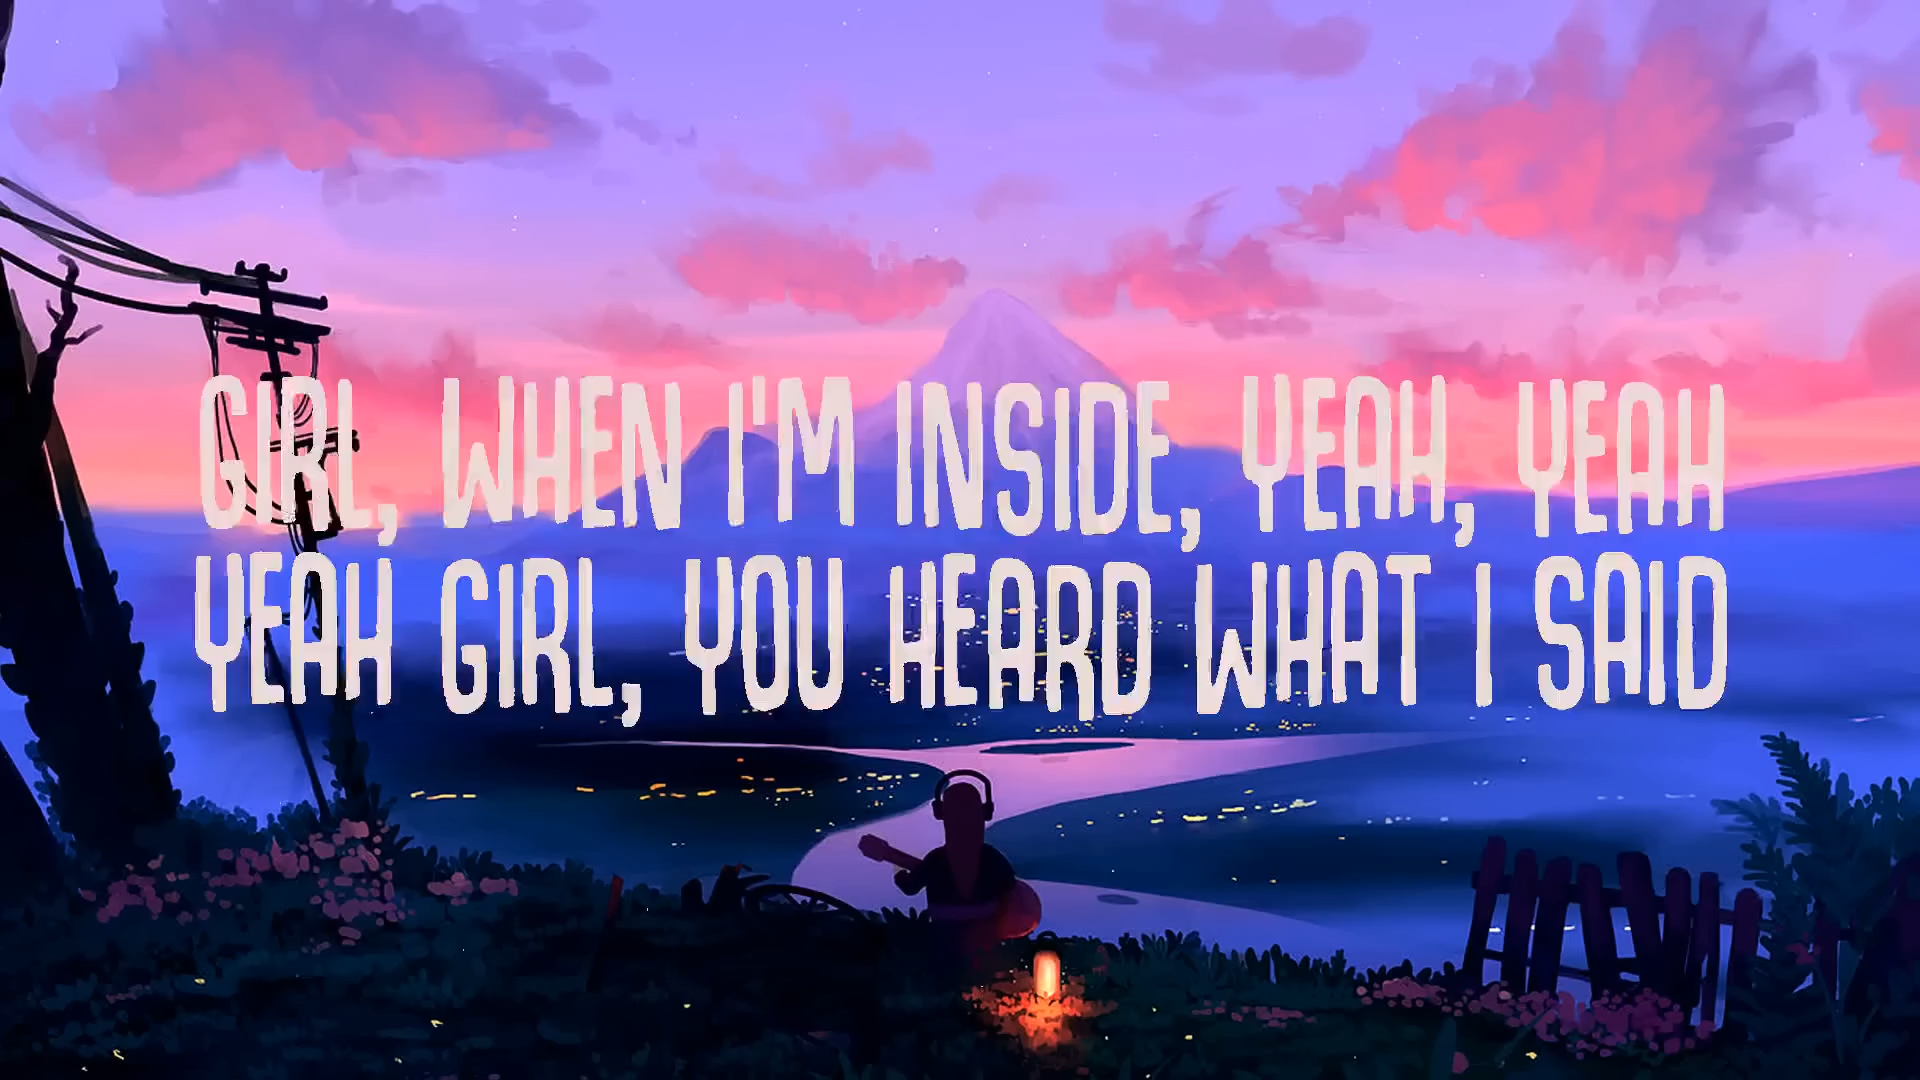 GIRL, WHEN I'M INSIDE, YEAH, YEAH
YEAH GIRL, YOU HEARD WHAT I SAID